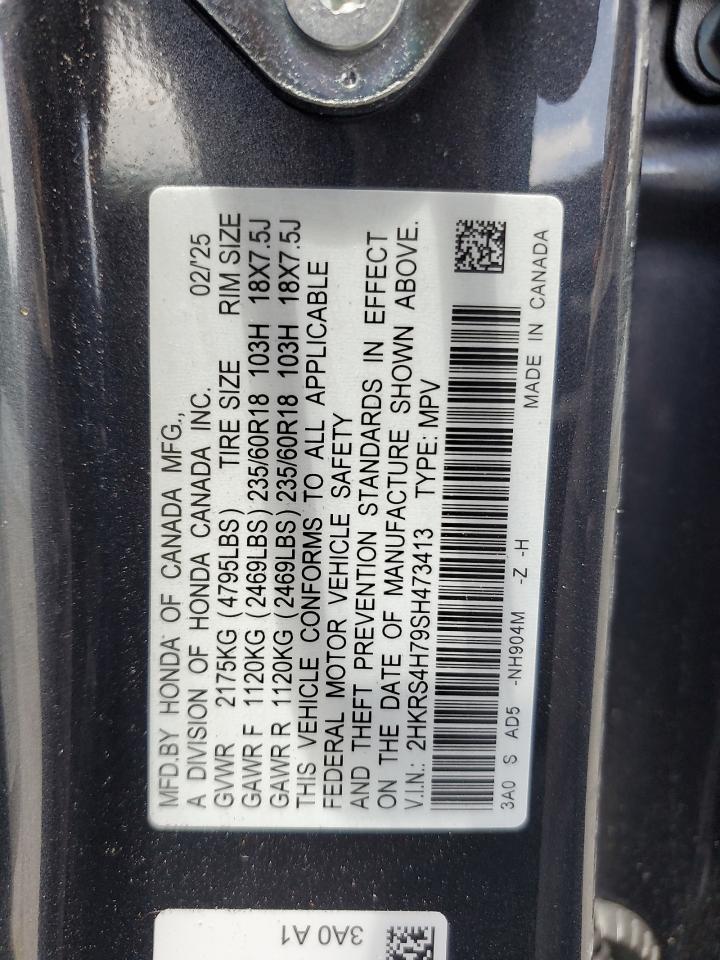 MFD.BY HONDA OF CANADA MFG.,
A DIVISION OF HONDA CANADA INC. 02/'25
GVWR 2175KG (4795LBS) TIRE SIZE RIM SIZE
GAWR F 1120KG (2469LBS) 235/60R18 103H 18X7.5J
GAWR R 1120KG (2469LBS) 235/60R18 103H 18X7.5J
THIS VEHICLE CONFORMS TO ALL APPLICABLE
FEDERAL MOTOR VEHICLE SAFETY
AND THEFT PREVENTION STANDARDS IN EFFECT
ON THE DATE OF MANUFACTURE SHOWN ABOVE.
V.I.N.: 2HKRS4H79SH473413 TYPE: MPV
3A0 S AD5 -NH904M -Z -H
MADE IN CANADA
3A0 A1